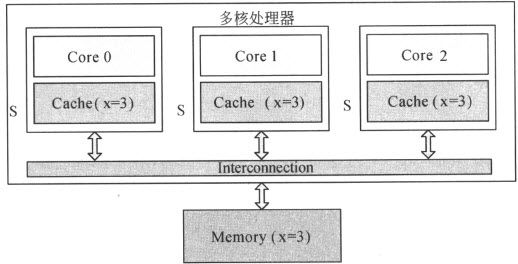 多核处理器
Core 0
Core 1
Core 2
S
Cache(x=3)
S
Cache (x=3)
S
Cache(x=3)
Interconnection
Memory(x=3)